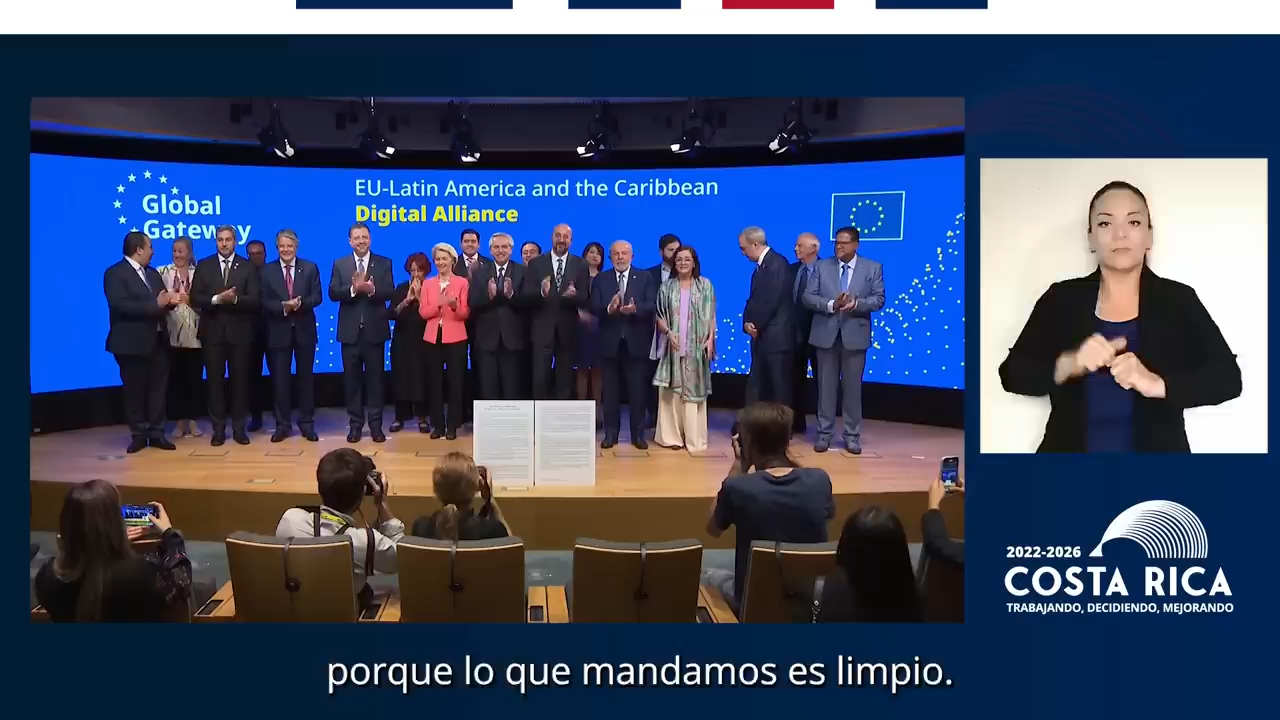 Global
Gateway
EU-Latin America and the Caribbean
Digital Alliance
2022-2026
COSTA RICA
TRABAJANDO, DECIDIENDO, MEJORANDO
porque lo que mandamos es limpio.